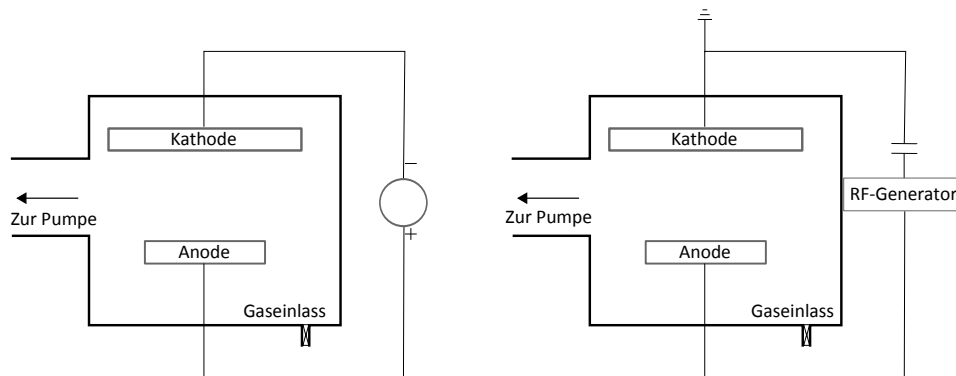 Kathode
−
Zur Pumpe
+
Anode
Gaseinlass
Kathode
RF-Generator
Zur Pumpe
Anode
Gaseinlass